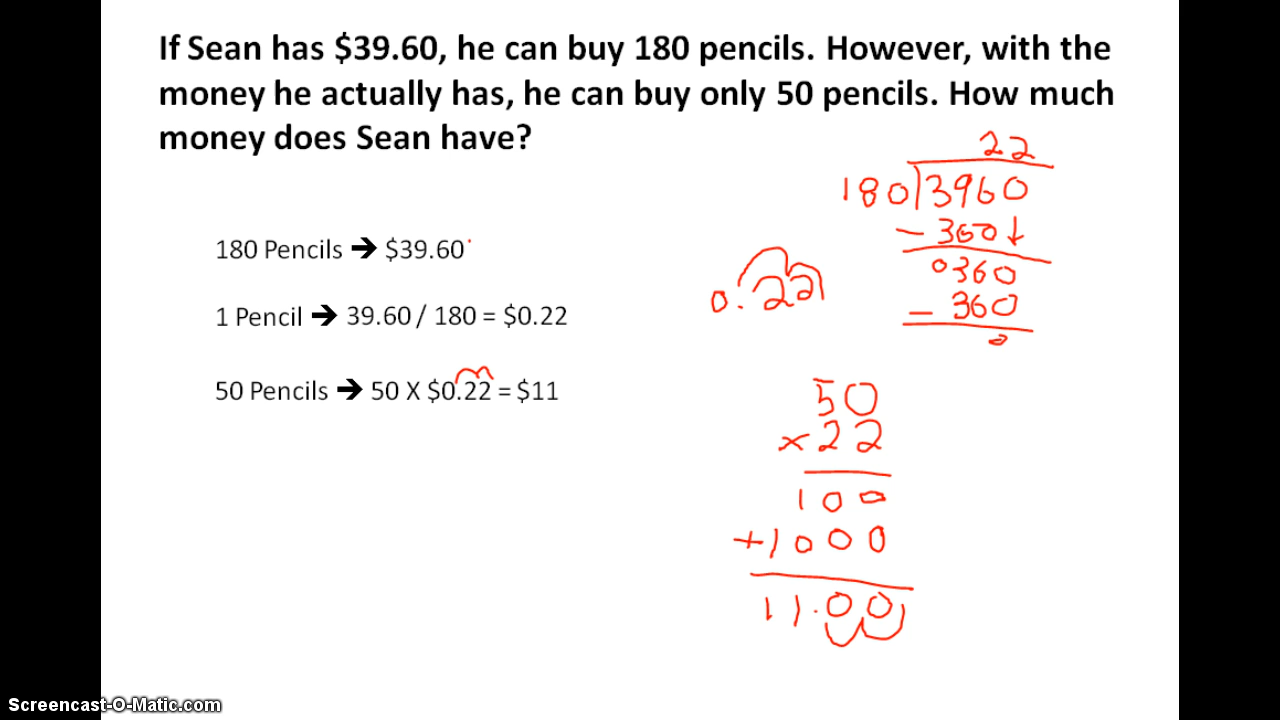 If Sean has $39.60, he can buy 180 pencils. However, with the
money he actually has, he can buy only 50 pencils. How much
money does Sean have?
180 Pencils ➔ $39.60
1 Pencil ➔ 39.60 / 180 = $0.22
50 Pencils ➔ 50 X $0.22 = $11
22
180)3960
- 360↓
0360
- 360
0
0.22
50
x22
100
+1000
11.00
Screencast-O-Matic.com